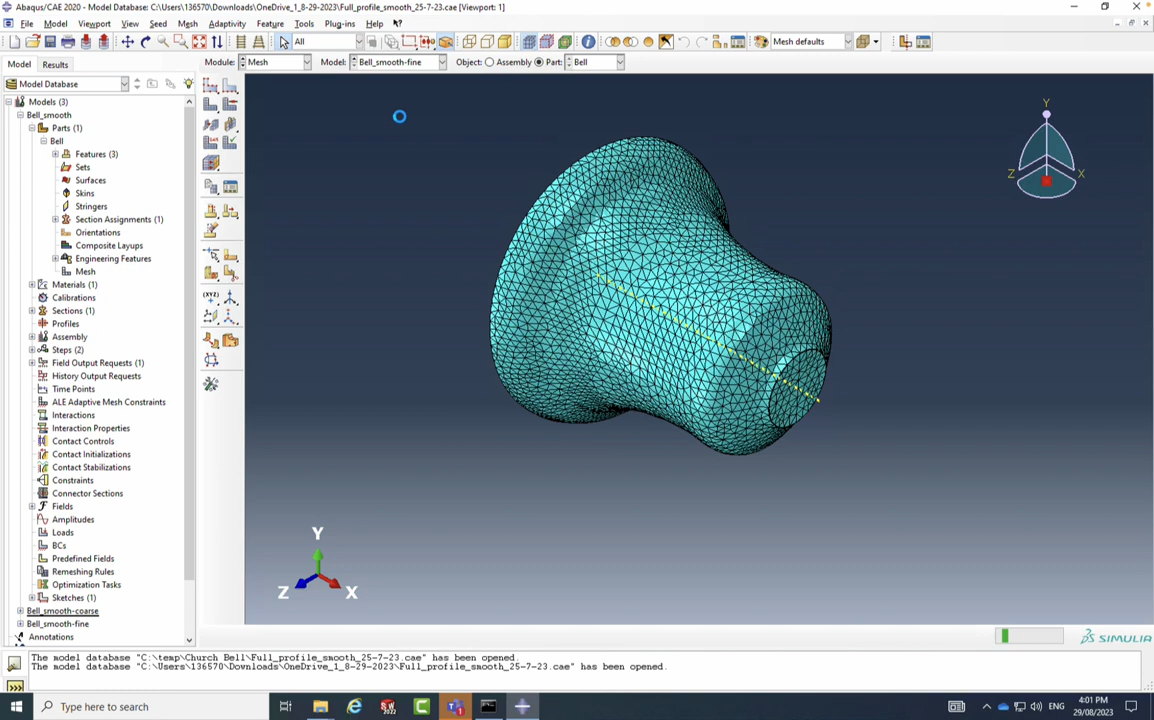 Abaqus/CAE 2020 - Model Database: C:\Users\136570\Downloads\OneDrive_1_8-29-2023\Full_profile_smooth_25-7-23.cae [Viewport: 1]
File Model Viewport View Seed Mesh Adaptivity Feature Tools Plug-ins Help
All Mesh defaults
Model Results Module: Mesh Model: Bell_smooth-fine Object: Assembly Part: Bell
Model Database
Models (3)
Bell_smooth
Parts (1)
Bell
Features (3)
Sets
Surfaces
Skins
Stringers
Section Assignments (1)
Orientations
Composite Layups
Engineering Features
Mesh
Materials (1)
Calibrations
Sections (1)
Profiles
Assembly
Steps (2)
Field Output Requests (1)
History Output Requests
Time Points
ALE Adaptive Mesh Constraints
Interactions
Interaction Properties
Contact Controls
Contact Initializations
Contact Stabilizations
Constraints
Connector Sections
Fields
Amplitudes
Loads
BCs
Predefined Fields
Remeshing Rules
Optimization Tasks
Sketches (1)
Bell_smooth-coarse
Bell_smooth-fine
Annotations
(XYZ)
Y
Z X
Y
Z X
SIMULIA
The model database "C:\temp\Church Bell\Full_profile_smooth_25-7-23.cae" has been opened.
The model database "C:\Users\136570\Downloads\OneDrive_1_8-29-2023\Full_profile_smooth_25-7-23.cae" has been opened.
>>>
Type here to search
ENG
4:01 PM
29/08/2023